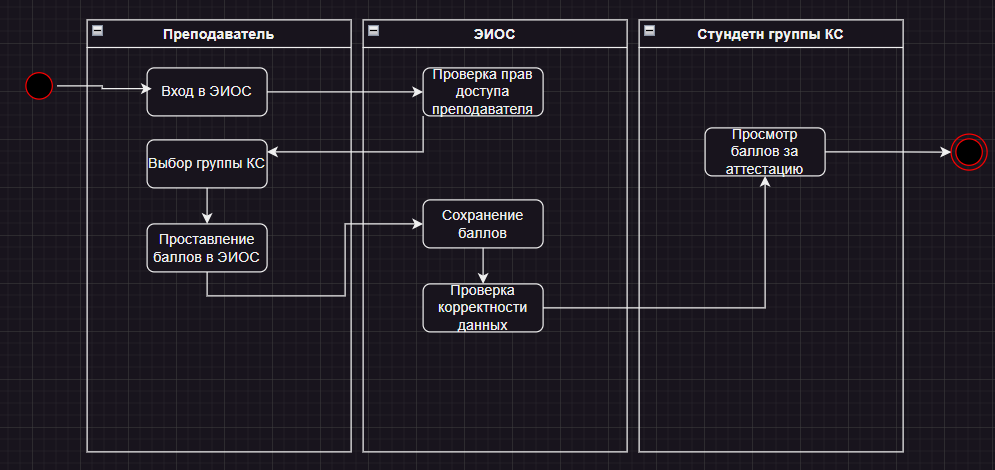 Преподаватель
ЭИОС
Стундетн группы КС
Вход в ЭИОС
Проверка прав
доступа
преподавателя
Выбор группы КС
Просмотр
баллов за
аттестацию
Проставление
баллов в ЭИОС
Сохранение
баллов
Проверка
корректности
данных